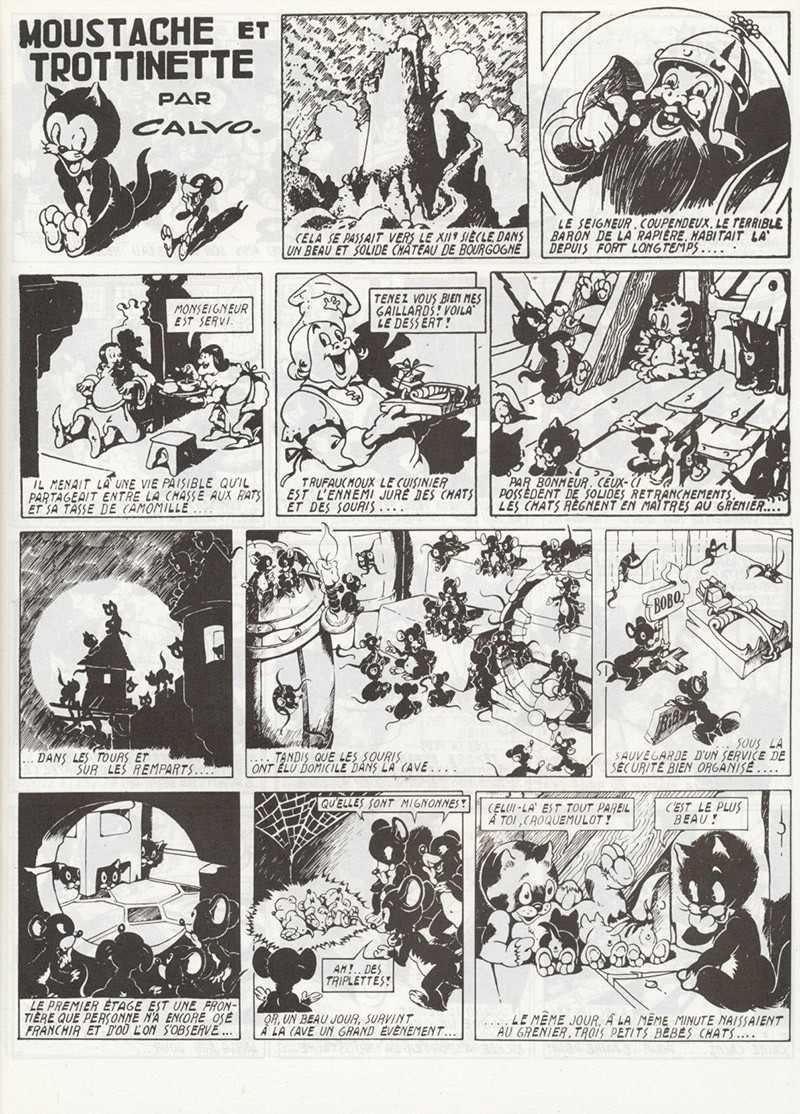 MOUSTACHE ET
TROTTINETTE
PAR
CALVO.
CELA SE PASSAIT VERS LE XIIe SIÈCLE DANS
UN BEAU ET SOLIDE CHÂTEAU DE BOURGOGNE
LE SEIGNEUR, COUPENDEUX, LE TERRIBLE
BARON DE LA RAPIÈRE, HABITAIT LÀ
DEPUIS FORT LONGTEMPS....
MONSEIGNEUR
EST SERVI.
IL MENAIT LÀ UNE VIE PAISIBLE QU'IL
PARTAGEAIT ENTRE LA CHASSE AUX RATS
ET SA TASSE DE CAMOMILLE....
TENEZ VOUS BIEN MES
GAILLARDS! VOILÀ
LE DESSERT!
TRUFAUCHOUX LE CUISINIER
EST L'ENNEMI JURÉ DES CHATS
ET DES SOURIS....
PAR BONHEUR, CEUX-CI
POSSÈDENT DE SOLIDES RETRANCHEMENTS.
LES CHATS RÈGNENT EN MAÎTRES AU GRENIER....
...DANS LES TOURS ET
SUR LES REMPARTS....
....TANDIS QUE LES SOURIS
ONT ÉLU DOMICILE DANS LA CAVE....
BOBO.
... SOUS LA
SAUVEGARDE D'UN SERVICE DE
SÉCURITÉ BIEN ORGANISÉ....
LE PREMIER ÉTAGE EST UNE FRON-
TIÈRE QUE PERSONNE N'A ENCORE OSÉ
FRANCHIR ET D'OÙ L'ON S'OBSERVE...
QU'ELLES SONT MIGNONNES!
AH!.. DES
TRIPLETTES!
OR, UN BEAU JOUR, SURVINT
À LA CAVE UN GRAND ÉVÈNEMENT...
CELUI-LÀ EST TOUT PAREIL
À TOI, CROQUEMULOT!
C'EST LE PLUS
BEAU!
....LE MÊME JOUR, À LA MÊME MINUTE NAISSAIENT
AU GRENIER, TROIS PETITS BÉBÉS CHATS....